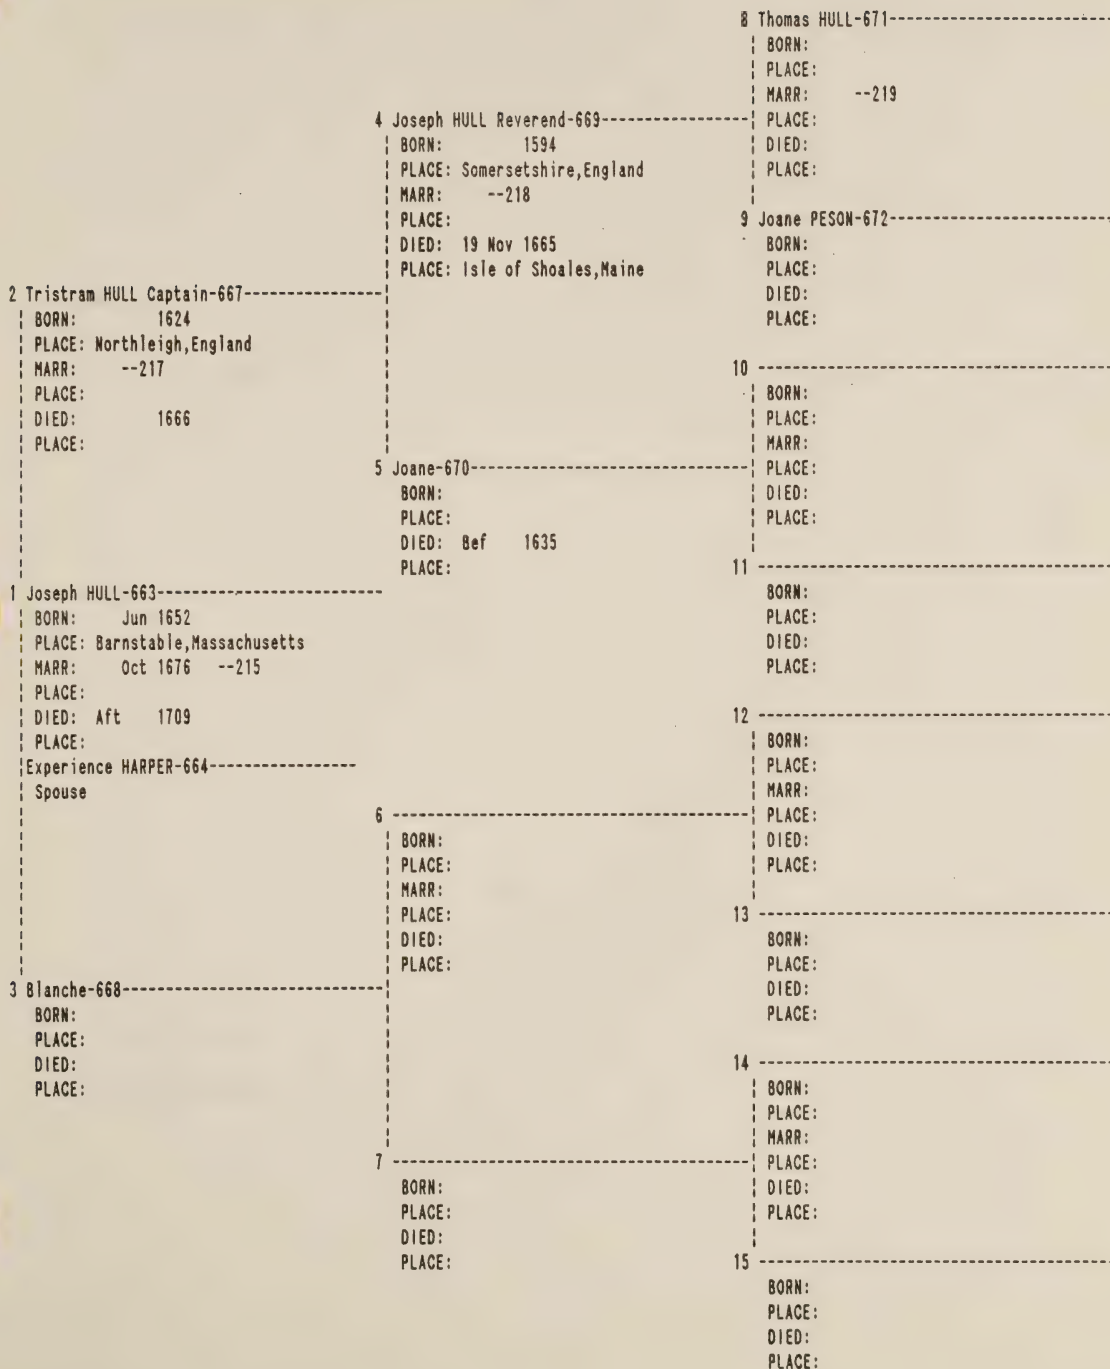 8 Thomas HULL-671
BORN:
PLACE:
MARR: --219
PLACE:
DIED:
PLACE:
4 Joseph HULL Reverend-669
BORN: 1594
PLACE: Somersetshire,England
MARR: --218
PLACE:
DIED: 19 Nov 1665
PLACE: Isle of Shoales,Maine
9 Joane PESON-672
BORN:
PLACE:
DIED:
PLACE:
2 Tristram HULL Captain-667
BORN: 1624
PLACE: Northleigh,England
MARR: --217
PLACE:
DIED: 1666
PLACE:
10
BORN:
PLACE:
MARR:
PLACE:
DIED:
PLACE:
5 Joane-670
BORN:
PLACE:
DIED: Bef 1635
PLACE:
11
BORN:
PLACE:
DIED:
PLACE:
1 Joseph HULL-663
BORN: Jun 1652
PLACE: Barnstable,Massachusetts
MARR: Oct 1676 --215
PLACE:
DIED: Aft 1709
PLACE:
Experience HARPER-664
Spouse
12
BORN:
PLACE:
MARR:
PLACE:
DIED:
PLACE:
6
BORN:
PLACE:
MARR:
PLACE:
DIED:
PLACE:
13
BORN:
PLACE:
DIED:
PLACE:
3 Blanche-668
BORN:
PLACE:
DIED:
PLACE:
14
BORN:
PLACE:
MARR:
PLACE:
DIED:
PLACE:
7
BORN:
PLACE:
DIED:
PLACE:
15
BORN:
PLACE:
DIED:
PLACE: